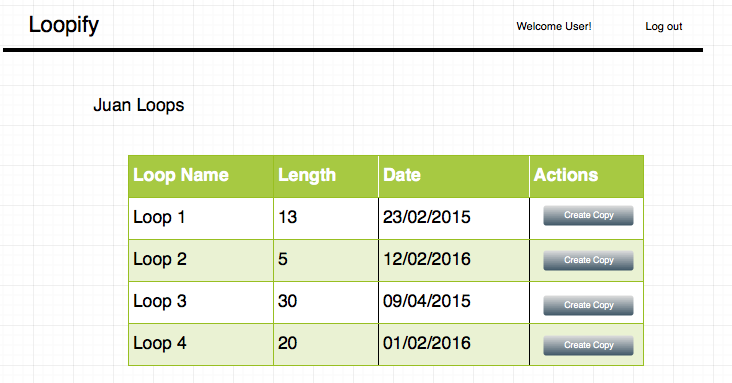 Loopify Welcome User! Log out
Juan Loops
Loop Name Length Date Actions
Loop 1 13 23/02/2015 Create Copy
Loop 2 5 12/02/2016 Create Copy
Loop 3 30 09/04/2015 Create Copy
Loop 4 20 01/02/2016 Create Copy